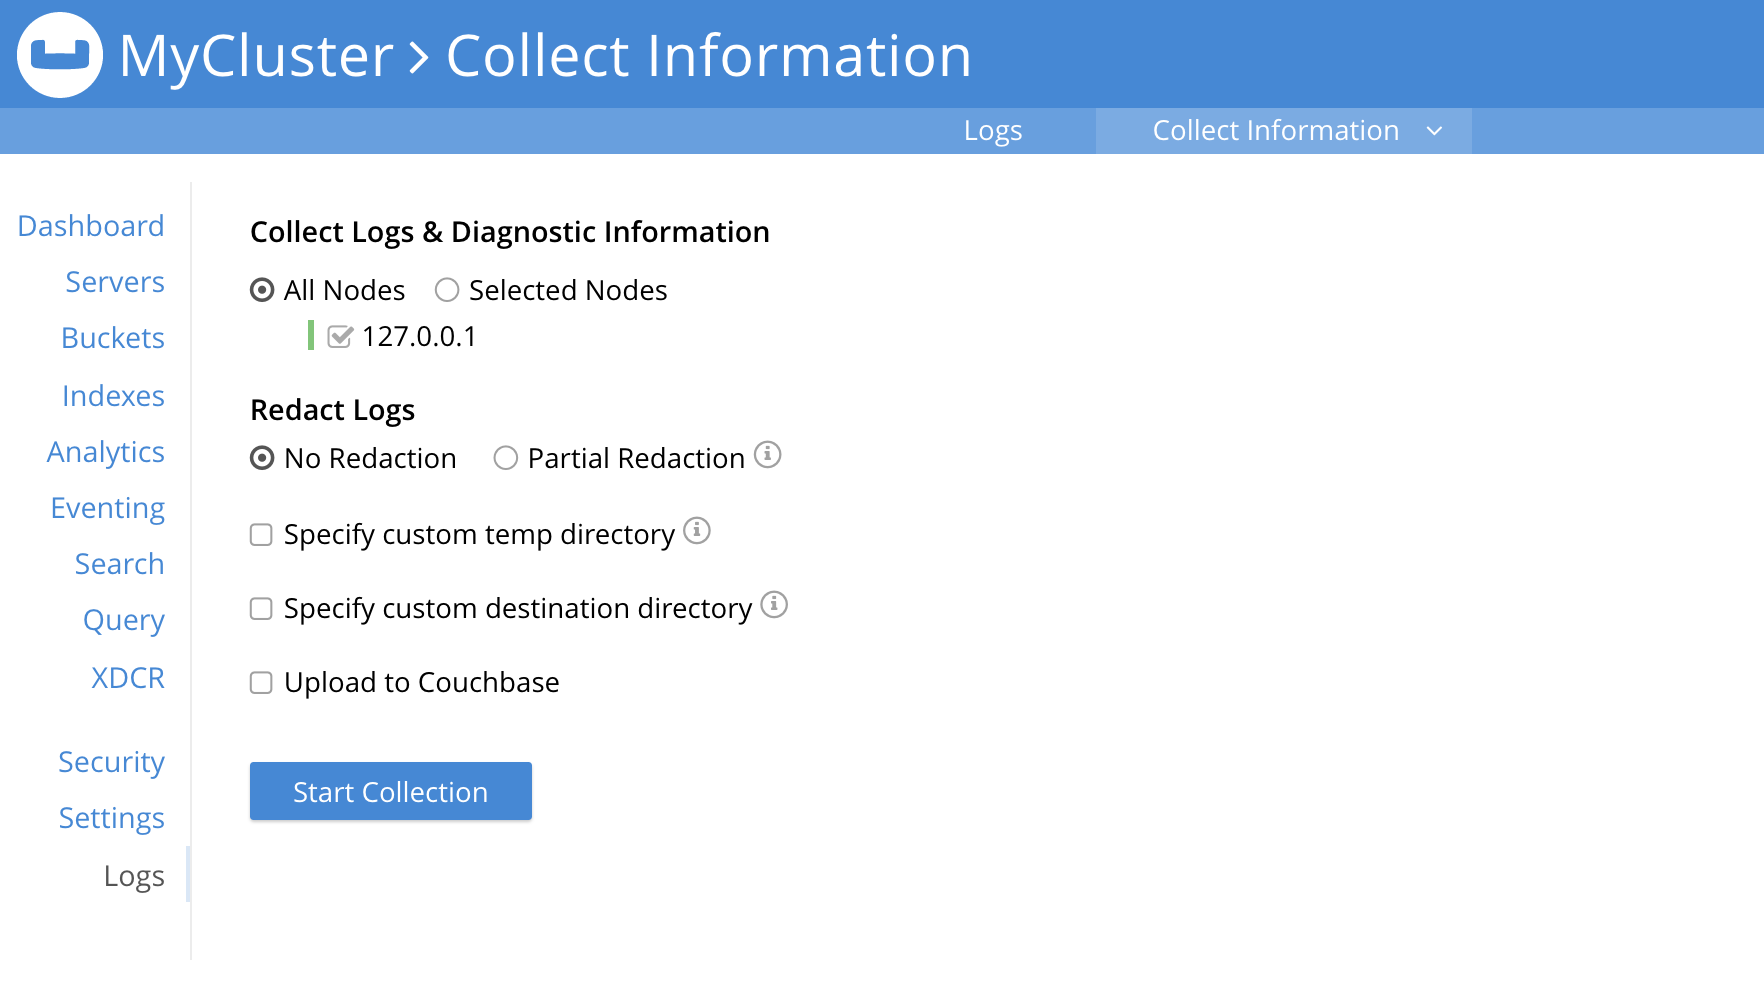 MyCluster > Collect Information
Logs
Collect Information
Dashboard
Servers
Buckets
Indexes
Analytics
Eventing
Search
Query
XDCR
Security
Settings
Logs
Collect Logs & Diagnostic Information
All Nodes
Selected Nodes
127.0.0.1
Redact Logs
No Redaction
Partial Redaction
Specify custom temp directory
Specify custom destination directory
Upload to Couchbase
Start Collection